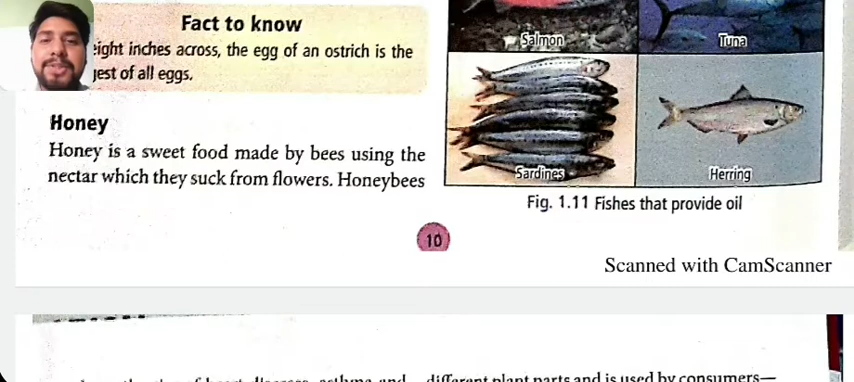 Fact to know
eight inches across, the egg of an ostrich is the
gest of all eggs.
Honey
Honey is a sweet food made by bees using the
nectar which they suck from flowers. Honeybees
Salmon
Tuna
Sardines
Herring
Fig. 1.11 Fishes that provide oil
10
Scanned with CamScanner
different plant parts and is used by consumers—